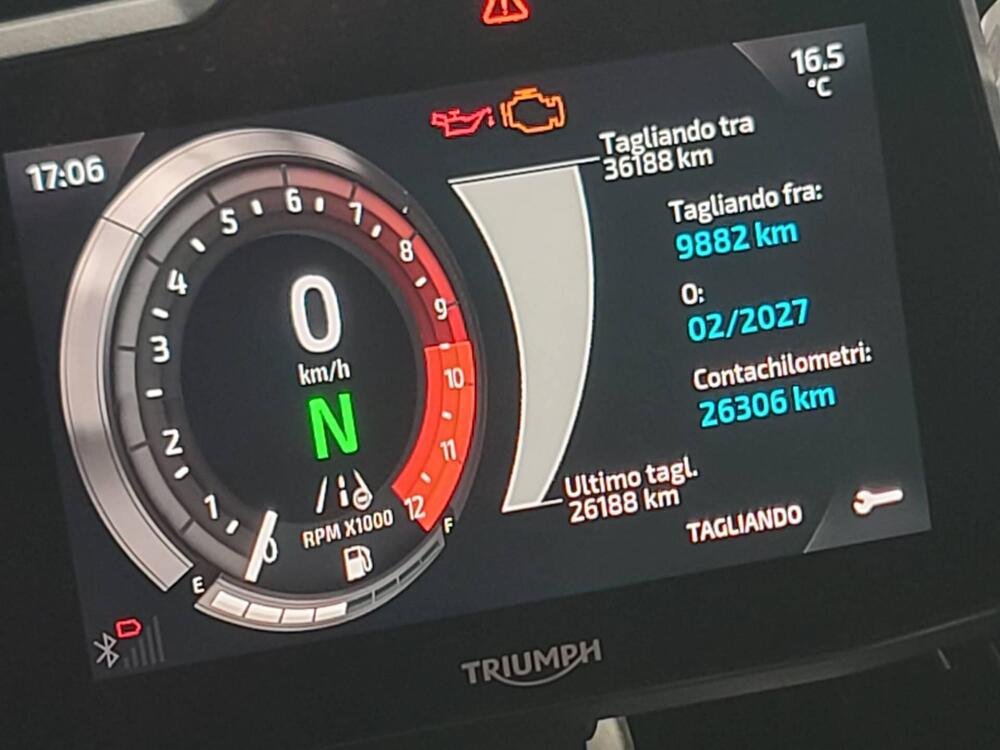 17:06
16.5
°C
Tagliando tra
36188 km
Tagliando fra:
9882 km
O:
02/2027
Contachilometri:
26306 km
Ultimo tagl.
26188 km
TAGLIANDO
0
1
2
3
4
5
6
7
8
9
10
11
12
0
km/h
N
RPM X1000
E
F
TRIUMPH